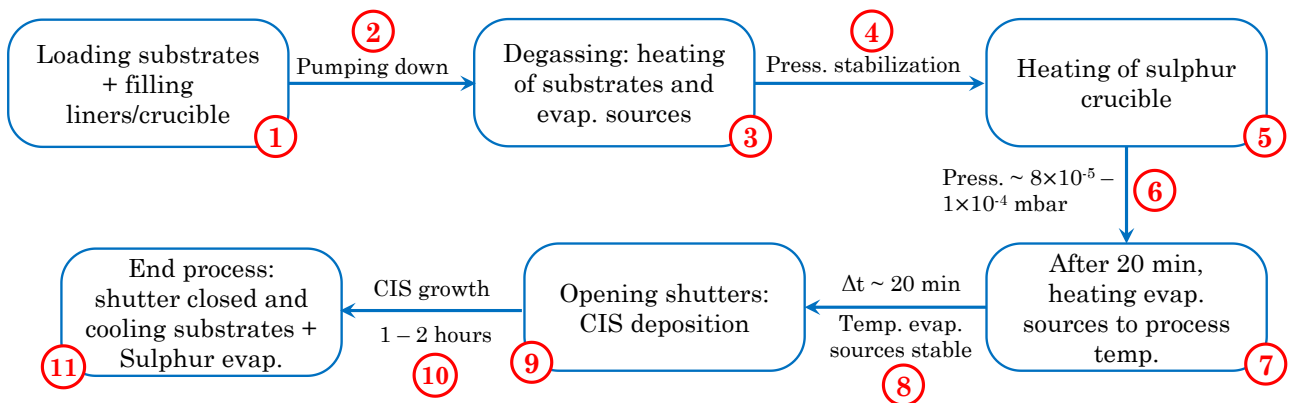 Loading substrates
+ filling
liners/crucible
1
2
Pumping down
Degassing: heating
of substrates and
evap. sources
3
4
Press. stabilization
Heating of sulphur
crucible
5
Press. ~ 8×10⁻⁵ –
1×10⁻⁴ mbar
6
After 20 min,
heating evap.
sources to process
temp.
7
Δt ~ 20 min
Temp. evap.
sources stable
8
Opening shutters:
CIS deposition
9
CIS growth
1 – 2 hours
10
End process:
shutter closed and
cooling substrates +
Sulphur evap.
11